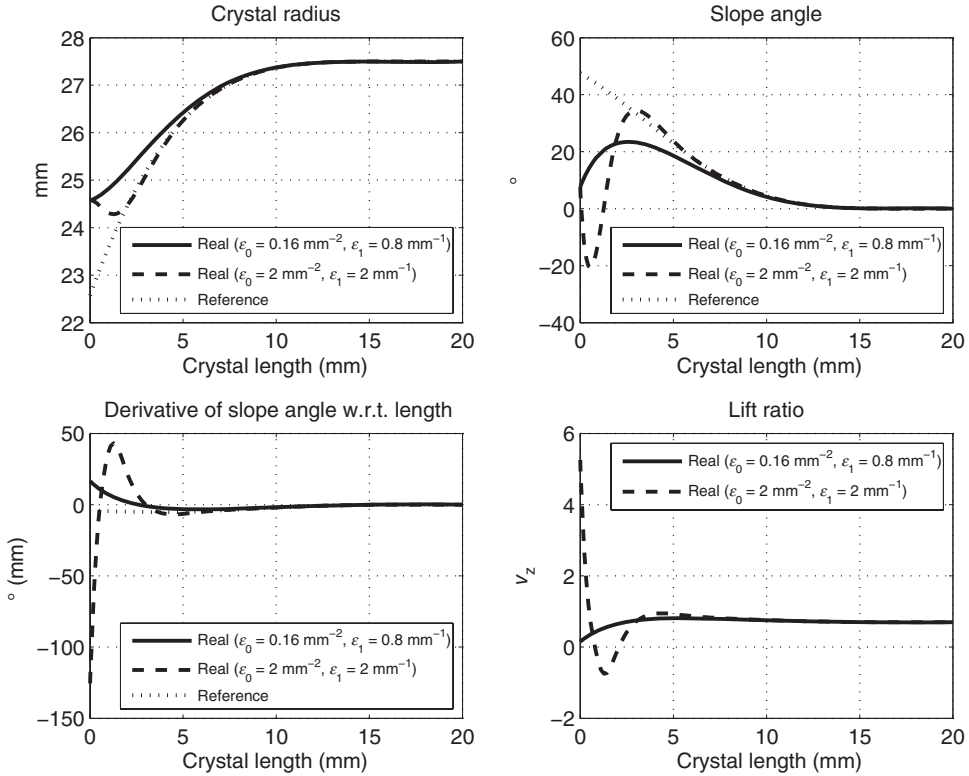 Crystal radius
28
27
26
25
24
23
22
mm
Real (ε0 = 0.16 mm−2, ε1 = 0.8 mm−1)
Real (ε0 = 2 mm−2, ε1 = 2 mm−1)
Reference
0 5 10 15 20
Crystal length (mm)
Slope angle
60
40
20
0
−20
−40
°
Real (ε0 = 0.16 mm−2, ε1 = 0.8 mm−1)
Real (ε0 = 2 mm−2, ε1 = 2 mm−1)
Reference
0 5 10 15 20
Crystal length (mm)
Derivative of slope angle w.r.t. length
50
0
−50
−100
−150
° (mm)
Real (ε0 = 0.16 mm−2, ε1 = 0.8 mm−1)
Real (ε0 = 2 mm−2, ε1 = 2 mm−1)
Reference
0 5 10 15 20
Crystal length (mm)
Lift ratio
6
4
2
0
−2
vz
Real (ε0 = 0.16 mm−2, ε1 = 0.8 mm−1)
Real (ε0 = 2 mm−2, ε1 = 2 mm−1)
0 5 10 15 20
Crystal length (mm)